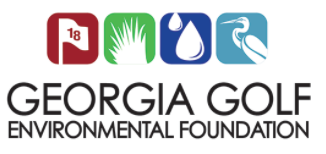 18
GEORGIA GOLF
ENVIRONMENTAL FOUNDATION